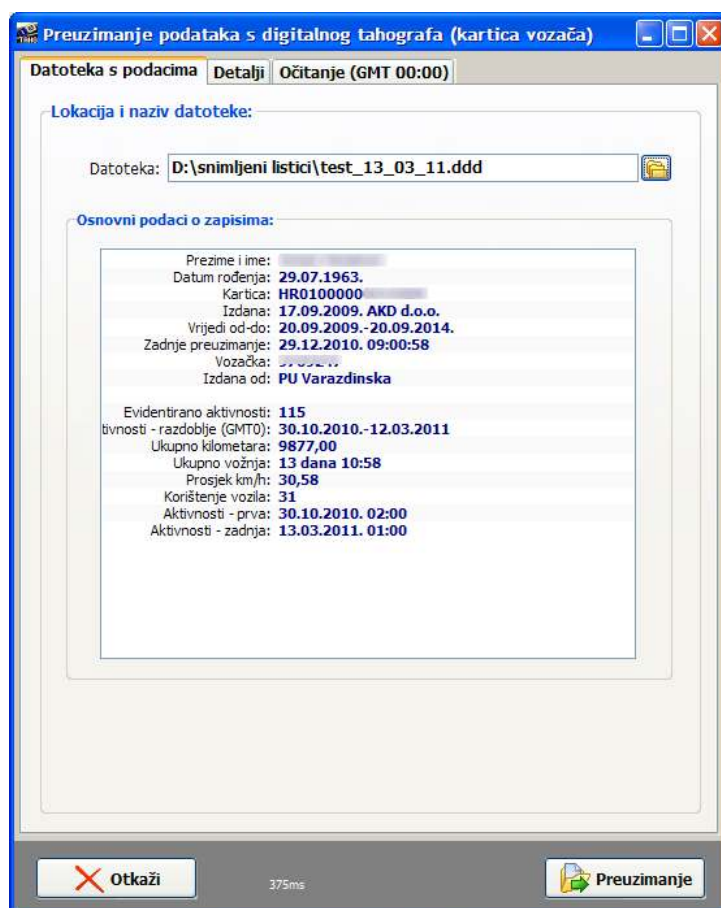 Preuzimanje podataka s digitalnog tahografa (kartica vozača)
Datoteka s podacima Detalji Očitanje (GMT 00:00)
Lokacija i naziv datoteke:
Datoteka: D:\snimljeni listici\test_13_03_11.ddd
Osnovni podaci o zapisima:
Prezime i ime:
Datum rođenja: 29.07.1963.
Kartica: HR0100000
Izdana: 17.09.2009. AKD d.o.o.
Vrijedi od-do: 20.09.2009.-20.09.2014.
Zadnje preuzimanje: 29.12.2010. 09:00:58
Vozačka:
Izdana od: PU Varazdinska
Evidentirano aktivnosti: 115
tivnosti - razdoblje (GMT0): 30.10.2010.-12.03.2011
Ukupno kilometara: 9877,00
Ukupno vožnja: 13 dana 10:58
Prosjek km/h: 30,58
Korištenje vozila: 31
Aktivnosti - prva: 30.10.2010. 02:00
Aktivnosti - zadnja: 13.03.2011. 01:00
Otkaži 375ms Preuzimanje